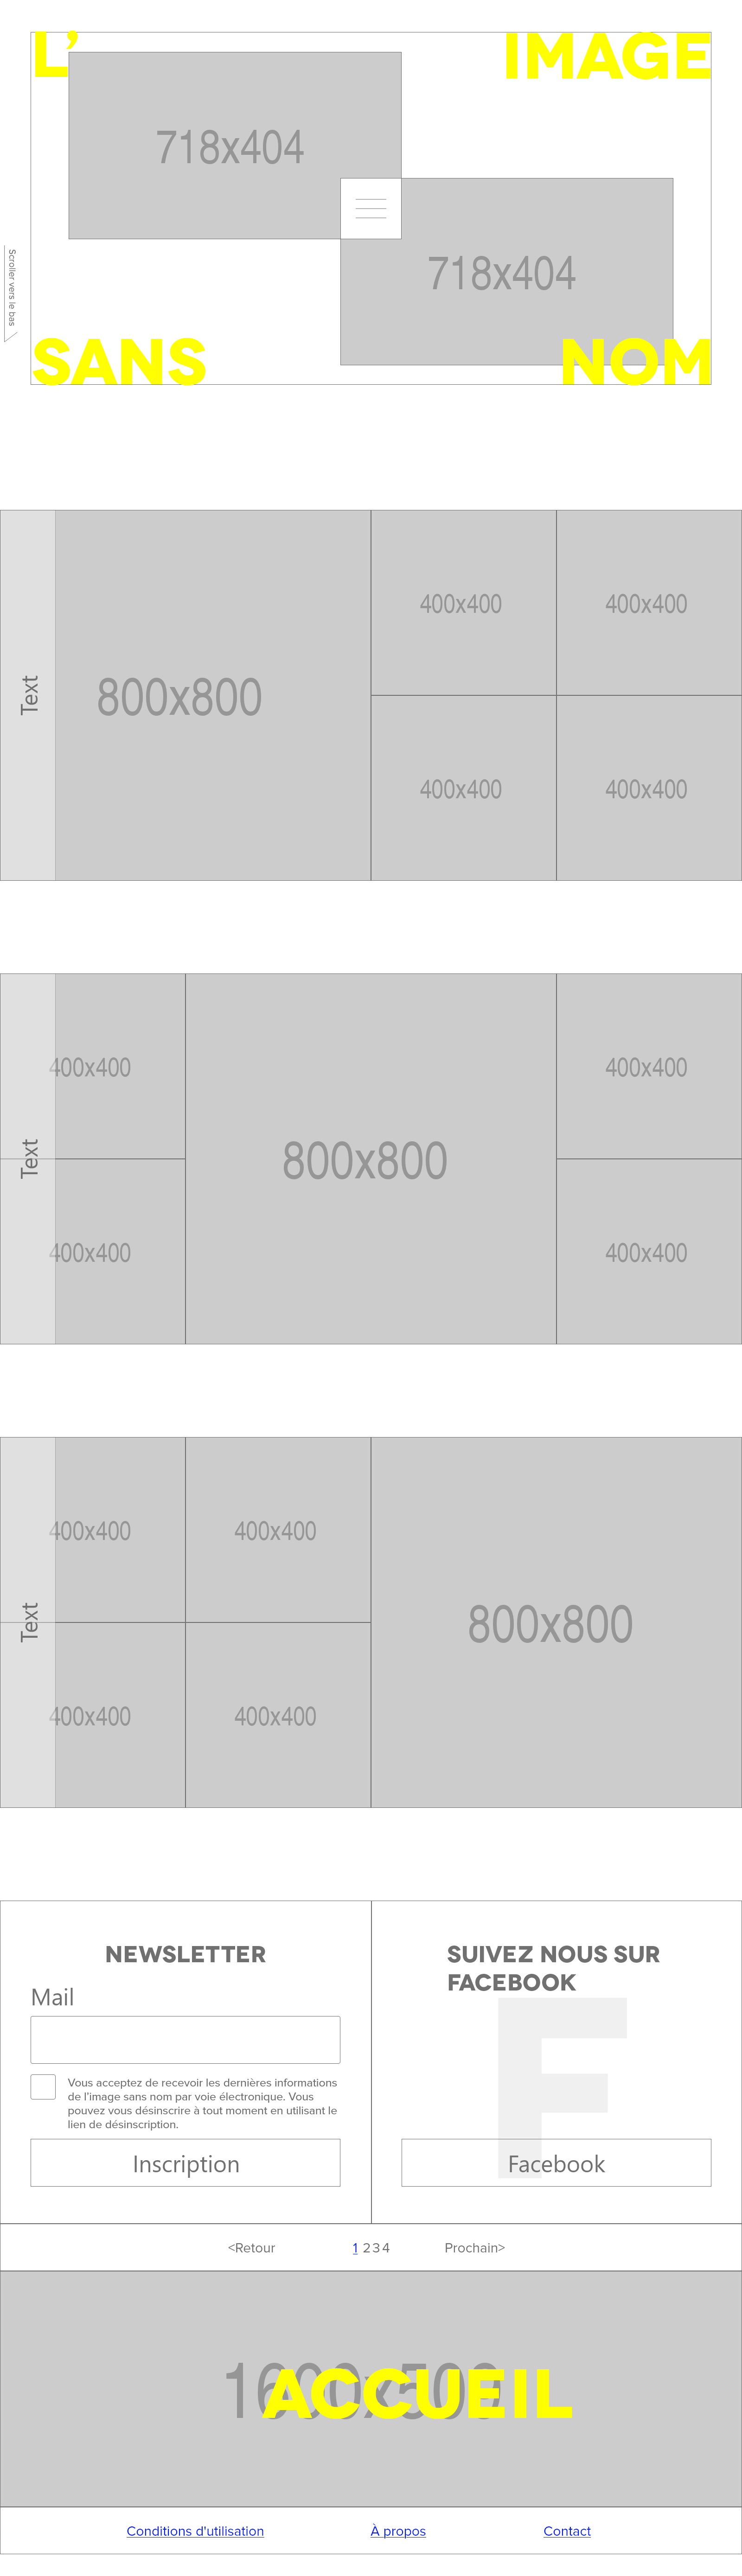 L’
IMAGE
718x404
718x404
Scroller vers le bas
SANS
NOM
Text
800x800
400x400
400x400
400x400
400x400
Text
400x400
800x800
400x400
400x400
400x400
Text
400x400
400x400
800x800
400x400
400x400
NEWSLETTER
Mail
Vous acceptez de recevoir les dernières informations
de l’image sans nom par voie électronique. Vous
pouvez vous désinscrire à tout moment en utilisant le
lien de désinscription.
Inscription
SUIVEZ NOUS SUR
FACEBOOK
F
Facebook
<Retour
1 2 3 4
Prochain>
1600x500
ACCUEIL
Conditions d'utilisation
À propos
Contact